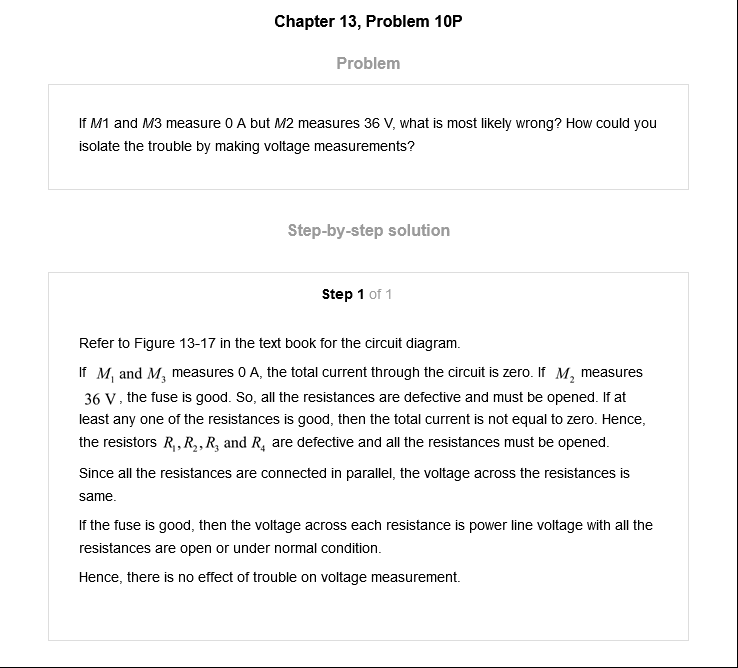 Chapter 13, Problem 10P
Problem
If M1 and M3 measure 0 A but M2 measures 36 V, what is most likely wrong? How could you
isolate the trouble by making voltage measurements?
Step-by-step solution
Step 1 of 1
Refer to Figure 13-17 in the text book for the circuit diagram.
If M₁ and M₃ measures 0 A, the total current through the circuit is zero. If M₂ measures
36 V, the fuse is good. So, all the resistances are defective and must be opened. If at
least any one of the resistances is good, then the total current is not equal to zero. Hence,
the resistors R₁, R₂, R₃ and R₄ are defective and all the resistances must be opened.
Since all the resistances are connected in parallel, the voltage across the resistances is
same.
If the fuse is good, then the voltage across each resistance is power line voltage with all the
resistances are open or under normal condition.
Hence, there is no effect of trouble on voltage measurement.